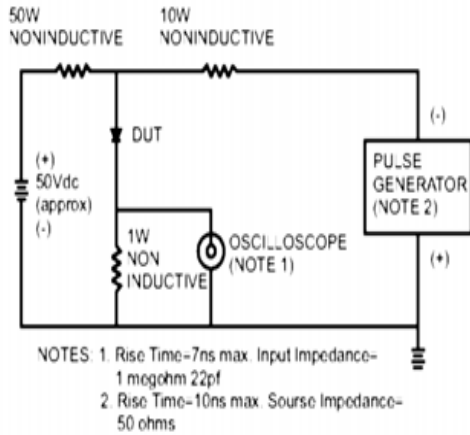 50W
NONINDUCTIVE
10W
NONINDUCTIVE
DUT
(+)
50Vdc
(approx)
(-)
1W
NON
INDUCTIVE
OSCILLOSCOPE
(NOTE 1)
(-)
PULSE
GENERATOR
(NOTE 2)
(+)
NOTES: 1. Rise Time=7ns max. Input Impedance=
1 megohm 22pf
2. Rise Time=10ns max. Sourse Impedance=
50 ohms